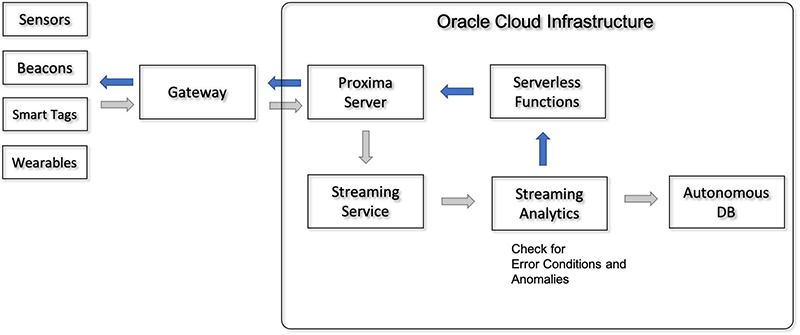 Oracle Cloud Infrastructure
Sensors
Beacons
Smart Tags
Wearables
Gateway
Proxima
Server
Serverless
Functions
Streaming
Service
Streaming
Analytics
Autonomous
DB
Check for
Error Conditions and
Anomalies